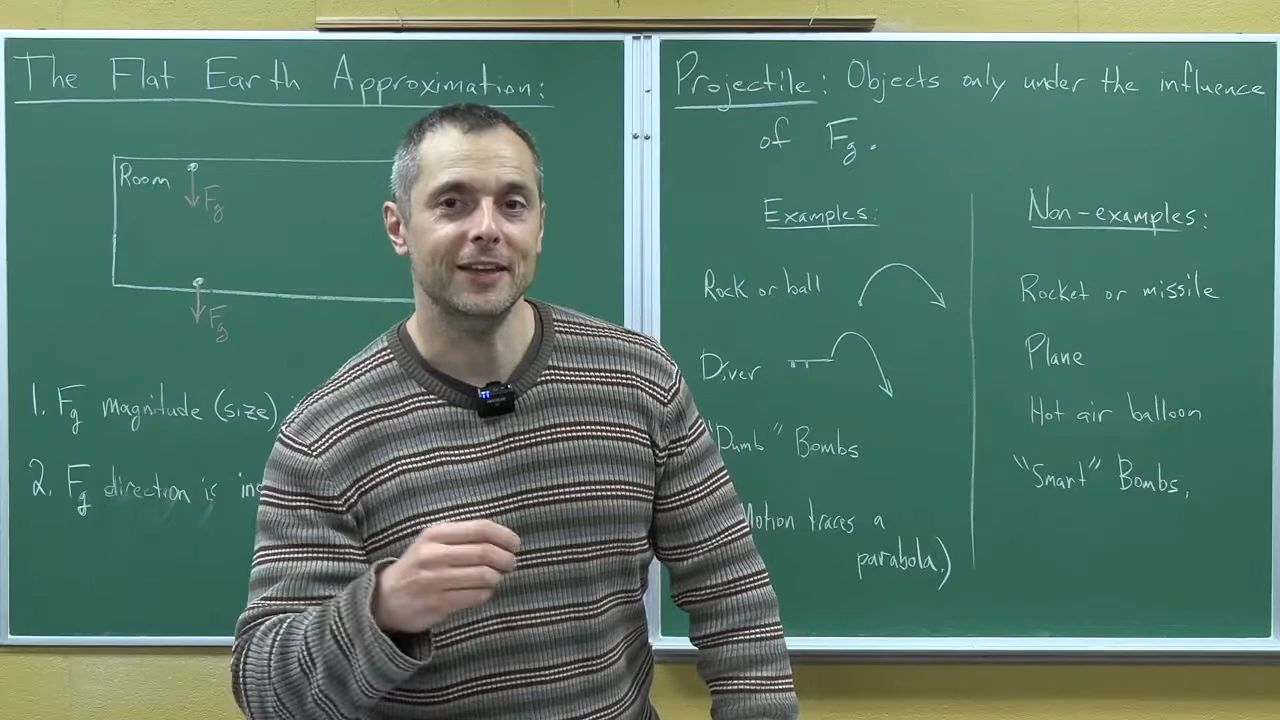 The Flat Earth Approximation:
Room
Fg
Fg
1. Fg magnitude (size)
2. Fg direction is
Projectile: Objects only under the influence
of Fg.
Examples:
Rock or ball
Diver
"Dumb" Bombs
Motion traces a
parabola.)
Non-examples:
Rocket or missile
Plane
Hot air balloon
"Smart" Bombs,